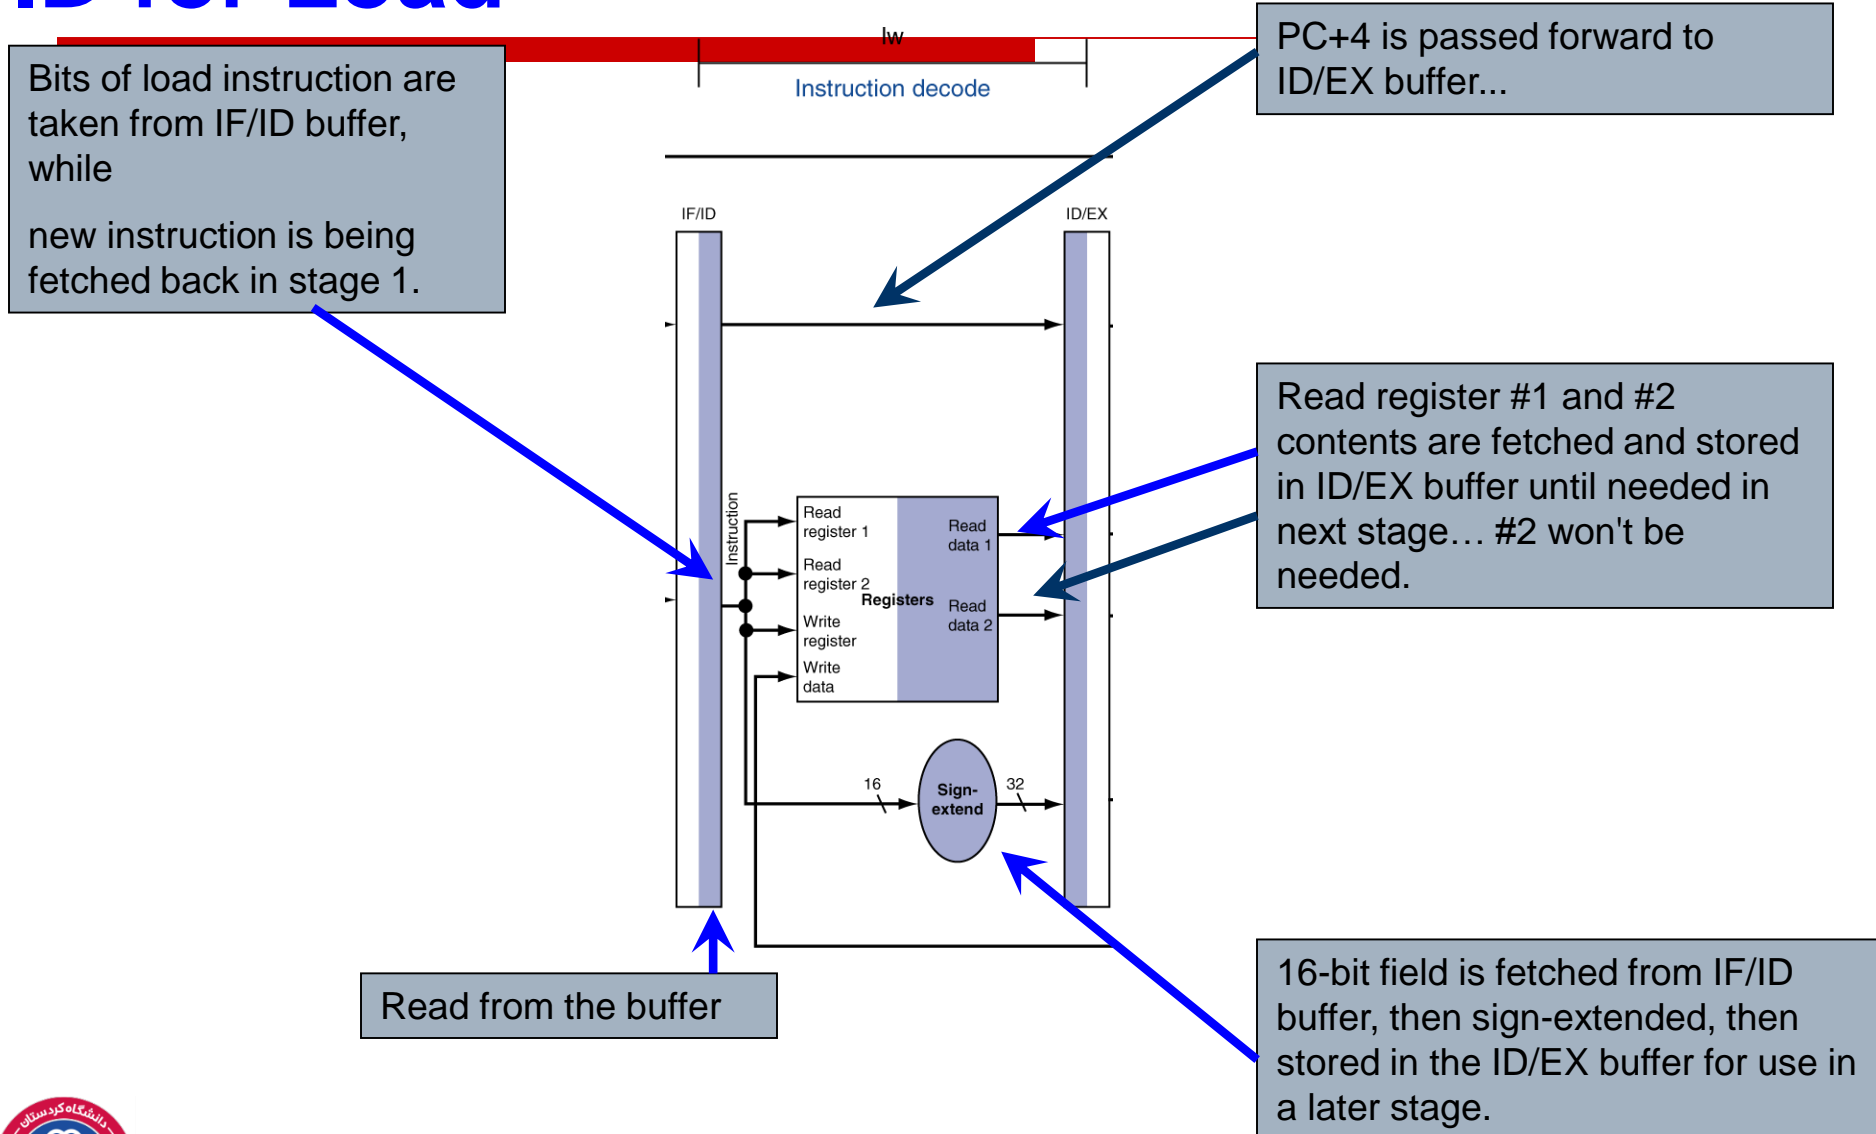 ID for Load
lw
Instruction decode
Bits of load instruction are
taken from IF/ID buffer,
while
new instruction is being
fetched back in stage 1.
PC+4 is passed forward to
ID/EX buffer...
IF/ID
ID/EX
Read register #1 and #2
contents are fetched and stored
in ID/EX buffer until needed in
next stage... #2 won't be
needed.
Instruction
Read
register 1
Read
register 2
Write
register
Write
data
Registers
Read
data 1
Read
data 2
16
Sign-
extend
32
Read from the buffer
16-bit field is fetched from IF/ID
buffer, then sign-extended, then
stored in the ID/EX buffer for use in
a later stage.
دانشگاه کردستان